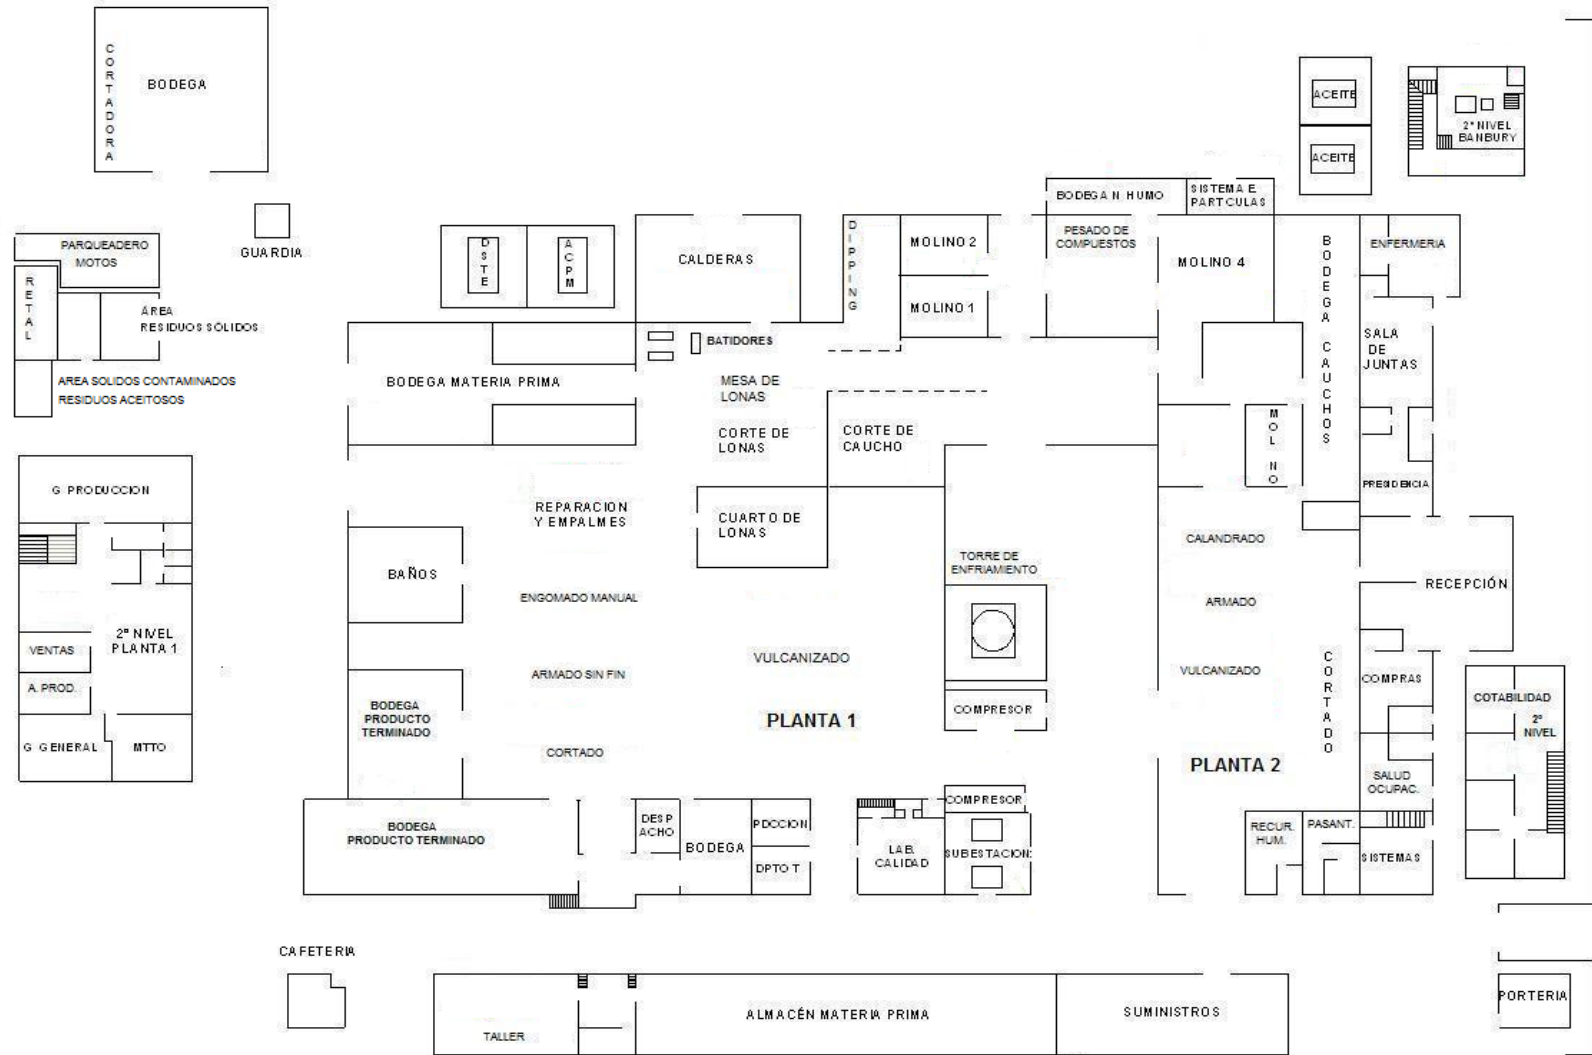 CORTADORA
BODEGA
ACEITE
ACEITE
2º NIVEL
BANBURY
GUARDIA
PARQUEADERO
MOTOS
RETAL
ÁREA
RESIDUOS SÓLIDOS
AREA SOLIDOS CONTAMINADOS
RESIDUOS ACEITOSOS
DSTE
ACPM
CALDERAS
DIPPING
MOLINO 2
MOLINO 1
BODEGA N. HUMO
SISTEMA E.
PARTCULAS
PESADO DE
COMPUESTOS
MOLINO 4
BODEGA CAUCHOS
ENFERMERIA
SALA
DE
JUNTAS
BATIDORES
BODEGA MATERIA PRIMA
MESA DE
LONAS
CORTE DE
LONAS
CORTE DE
CAUCHO
MOL NO
PRESIDENCIA
G. PRODUCCION
REPARACION
Y EMPALMES
CUARTO DE
LONAS
CALANDRADO
TORRE DE
ENFRIAMIENTO
BAÑOS
RECEPCIÓN
ENGOMADO MANUAL
ARMADO
2º NIVEL
PLANTA 1
VENTAS
A. PROD.
G GENERAL
MTTO
VULCANIZADO
ARMADO SIN FIN
VULCANIZADO
CORTADO
COMPRAS
COTABILIDAD
2º
NIVEL
BODEGA
PRODUCTO
TERMINADO
COMPRESOR
PLANTA 1
CORTADO
PLANTA 2
SALUD
OCUPAC.
COMPRESOR
BODEGA
PRODUCTO TERMINADO
DESP
ACHO
BODEGA
PDCCION
DPTO T
LAB.
CALIDAD
SUBESTACION:
RECUR.
HUM.
PASANT.
SISTEMAS
CAFETERIA
TALLER
ALMACÉN MATERIA PRIMA
SUMINISTROS
PORTERIA